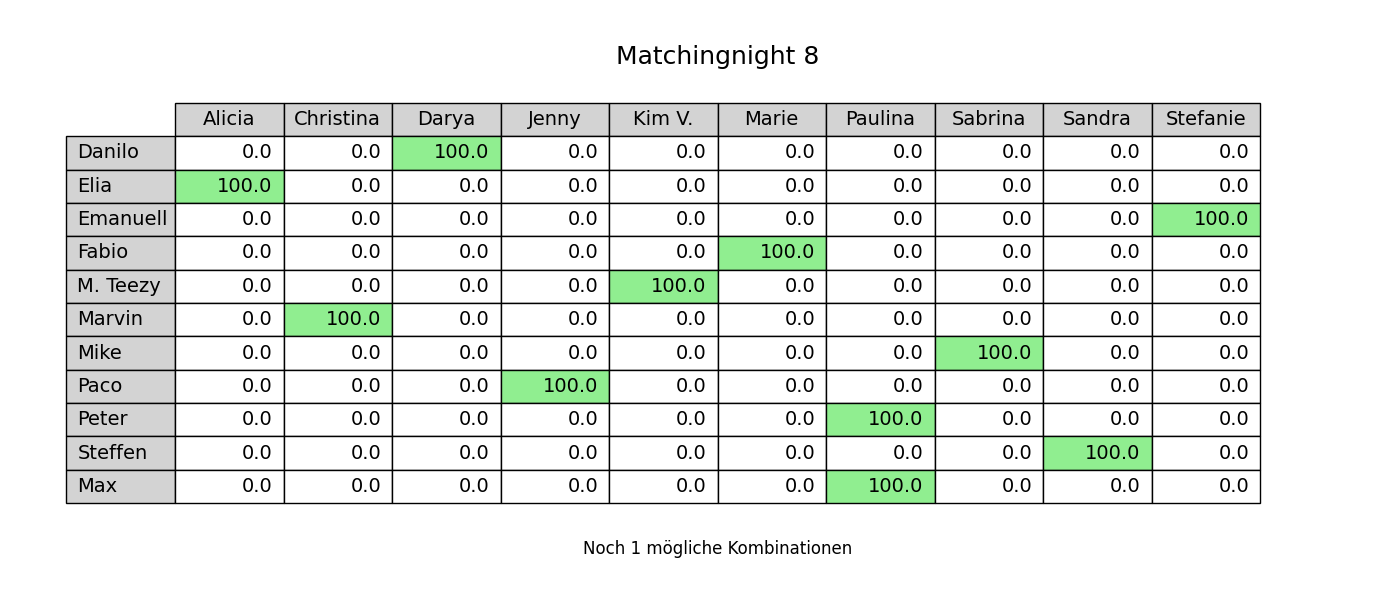 Matchingnight 8
Alicia Christina Darya Jenny Kim V. Marie Paulina Sabrina Sandra Stefanie
Danilo 0.0 0.0 100.0 0.0 0.0 0.0 0.0 0.0 0.0 0.0
Elia 100.0 0.0 0.0 0.0 0.0 0.0 0.0 0.0 0.0 0.0
Emanuell 0.0 0.0 0.0 0.0 0.0 0.0 0.0 0.0 0.0 100.0
Fabio 0.0 0.0 0.0 0.0 0.0 100.0 0.0 0.0 0.0 0.0
M. Teezy 0.0 0.0 0.0 0.0 100.0 0.0 0.0 0.0 0.0 0.0
Marvin 0.0 100.0 0.0 0.0 0.0 0.0 0.0 0.0 0.0 0.0
Mike 0.0 0.0 0.0 0.0 0.0 0.0 0.0 100.0 0.0 0.0
Paco 0.0 0.0 0.0 100.0 0.0 0.0 0.0 0.0 0.0 0.0
Peter 0.0 0.0 0.0 0.0 0.0 0.0 100.0 0.0 0.0 0.0
Steffen 0.0 0.0 0.0 0.0 0.0 0.0 0.0 0.0 100.0 0.0
Max 0.0 0.0 0.0 0.0 0.0 0.0 100.0 0.0 0.0 0.0
Noch 1 mögliche Kombinationen